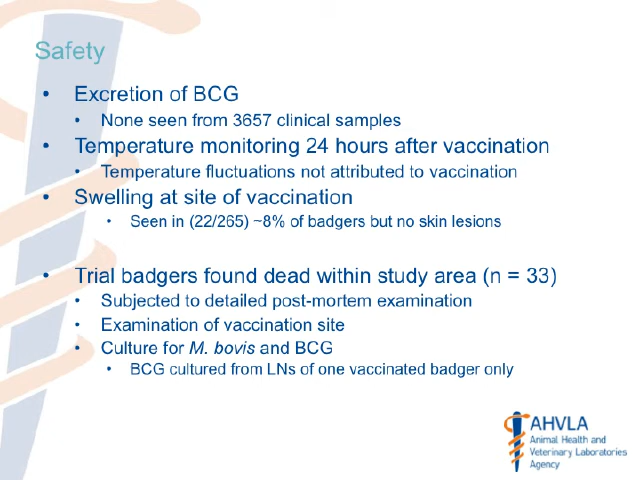 Safety
• Excretion of BCG
• None seen from 3657 clinical samples
• Temperature monitoring 24 hours after vaccination
• Temperature fluctuations not attributed to vaccination
• Swelling at site of vaccination
• Seen in (22/265) ~8% of badgers but no skin lesions
• Trial badgers found dead within study area (n = 33)
• Subjected to detailed post-mortem examination
• Examination of vaccination site
• Culture for M. bovis and BCG
• BCG cultured from LNs of one vaccinated badger only
AHVLA
Animal Health and
Veterinary Laboratories
Agency